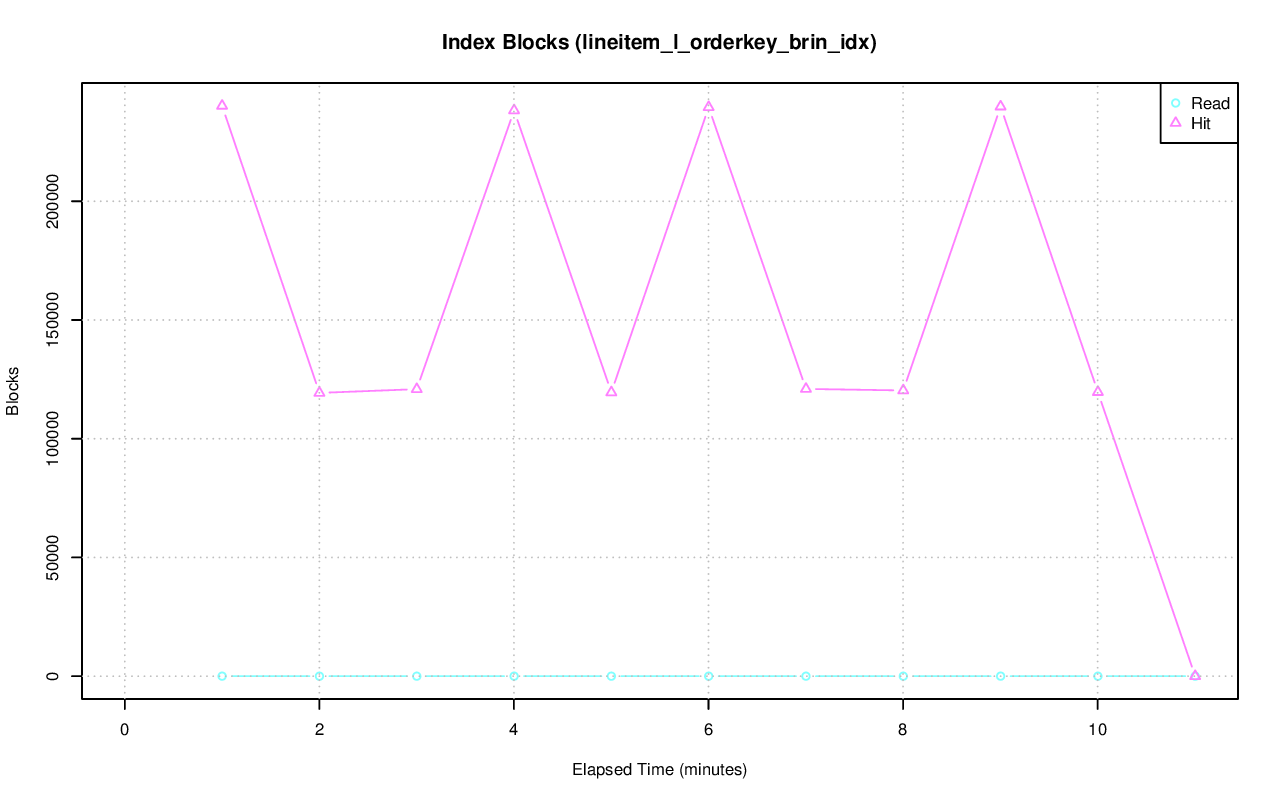 Index Blocks (lineitem_l_orderkey_brin_idx)
Read
Hit
Blocks
200000
150000
100000
50000
0
0 2 4 6 8 10
Elapsed Time (minutes)